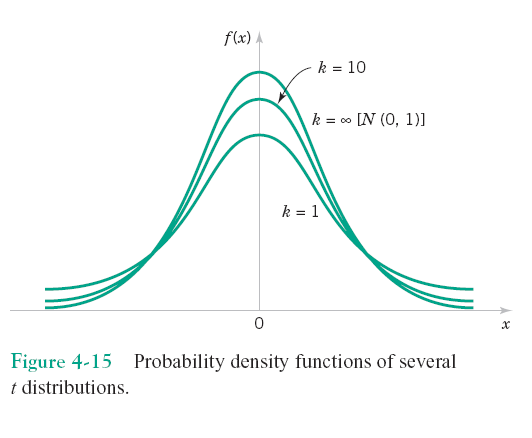 f(x)
k = 10
k = ∞ [N (0, 1)]
k = 1
0
x
Figure 4-15 Probability density functions of several
t distributions.